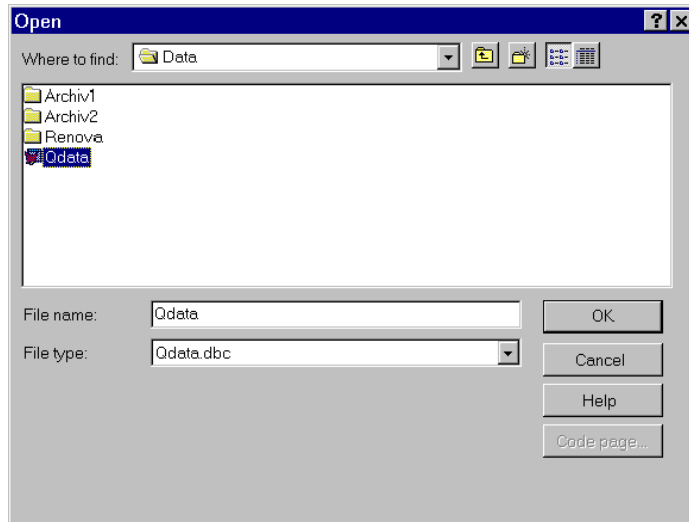 Open
Where to find: Data
Archiv1
Archiv2
Renova
Qdata
File name: Qdata
OK
File type: Qdata.dbc
Cancel
Help
Code page...